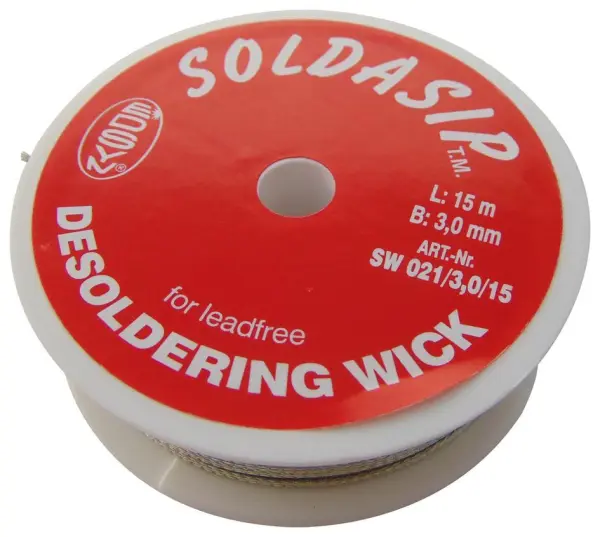 SOLDASIP T.M.
L: 15 m
B: 3,0 mm
ART.-Nr.
SW 021/3,0/15
for leadfree
DESOLDERING WICK